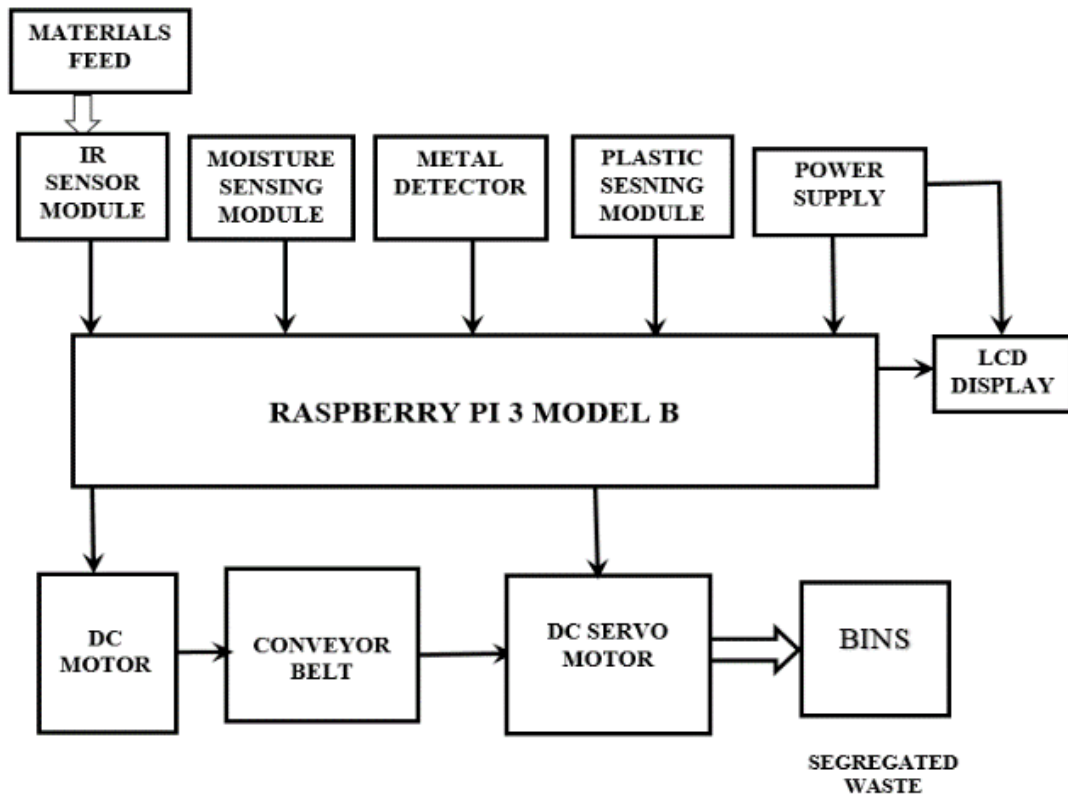 MATERIALS
FEED
IR
SENSOR
MODULE
MOISTURE
SENSING
MODULE
METAL
DETECTOR
PLASTIC
SESNING
MODULE
POWER
SUPPLY
LCD
DISPLAY
RASPBERRY PI 3 MODEL B
DC
MOTOR
CONVEYOR
BELT
DC SERVO
MOTOR
BINS
SEGREGATED
WASTE